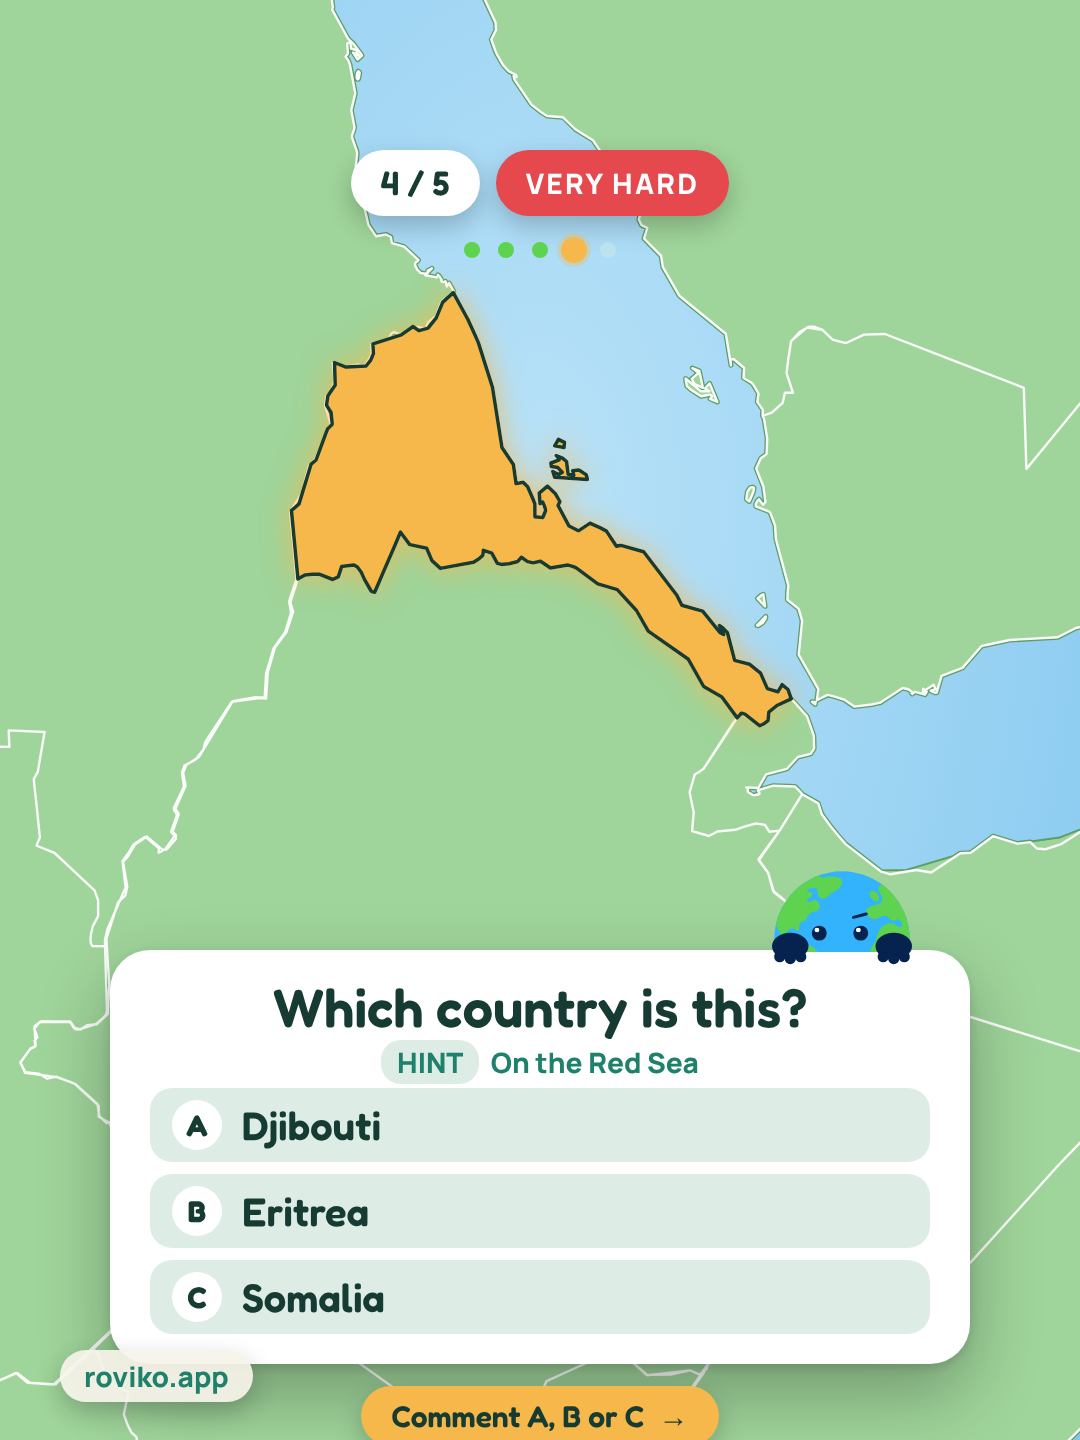 4 / 5
VERY HARD
Which country is this?
HINT On the Red Sea
A Djibouti
B Eritrea
C Somalia
roviko.app
Comment A, B or C →